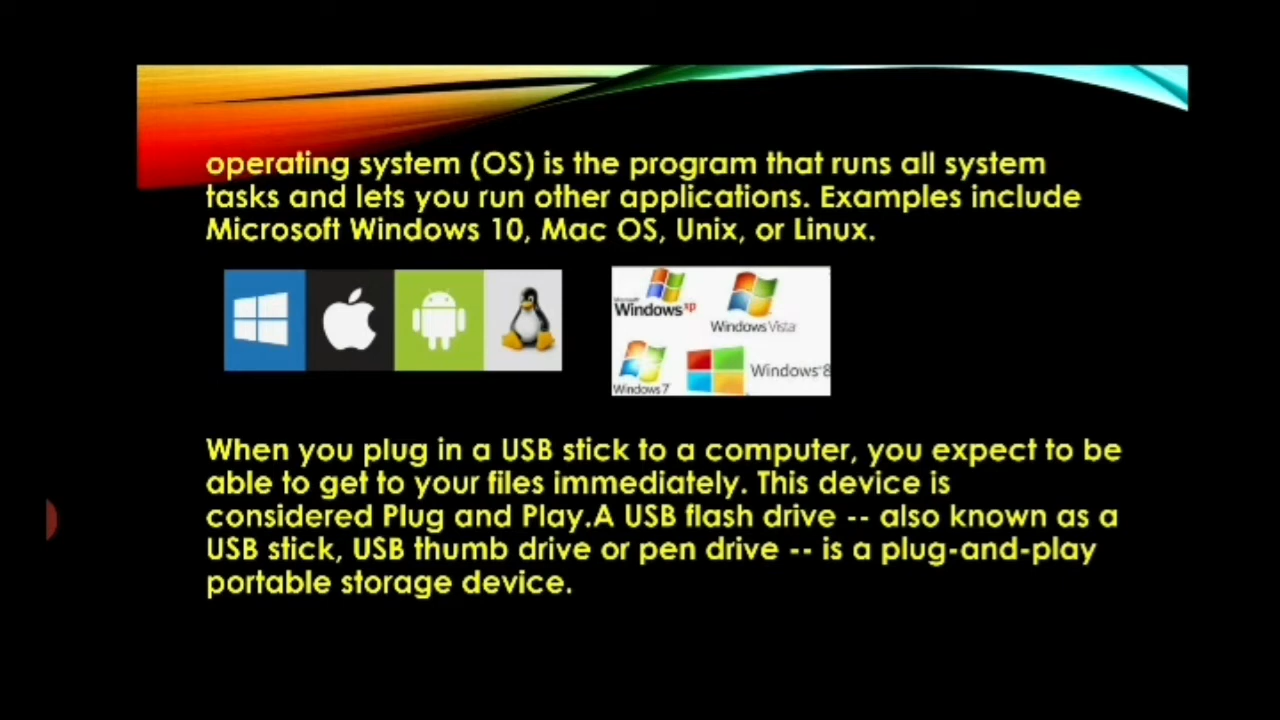 operating system (OS) is the program that runs all system
tasks and lets you run other applications. Examples include
Microsoft Windows 10, Mac OS, Unix, or Linux.
Microsoft
Windows xp
Windows Vista
Windows 7
Windows 8
When you plug in a USB stick to a computer, you expect to be
able to get to your files immediately. This device is
considered Plug and Play.A USB flash drive -- also known as a
USB stick, USB thumb drive or pen drive -- is a plug-and-play
portable storage device.